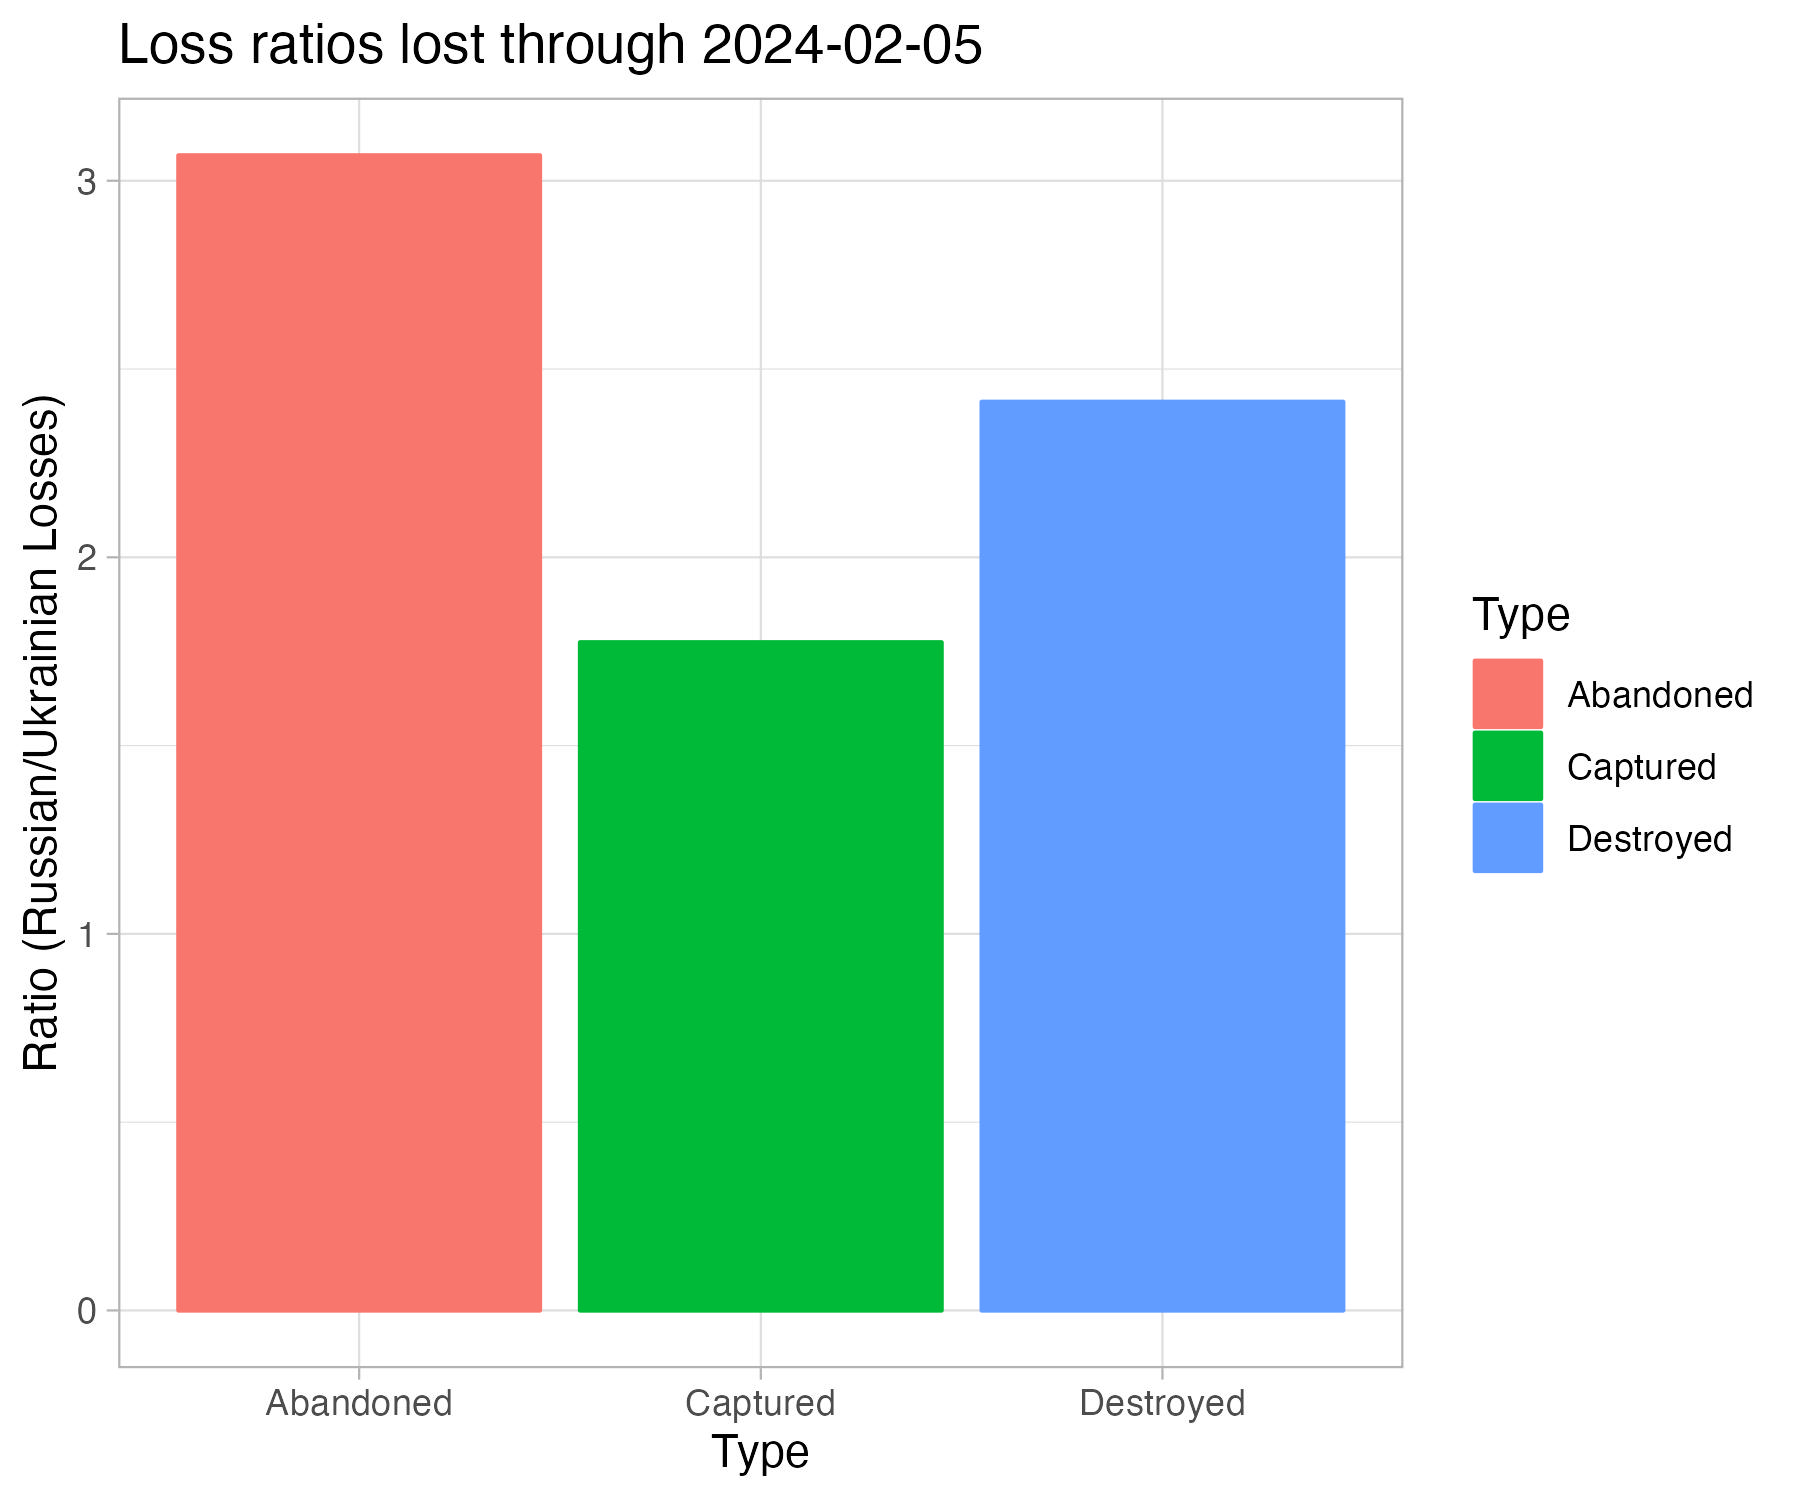 Loss ratios lost through 2024-02-05
Ratio (Russian/Ukrainian Losses)
3
2
1
0
Abandoned
Captured
Destroyed
Type
Type
Abandoned
Captured
Destroyed